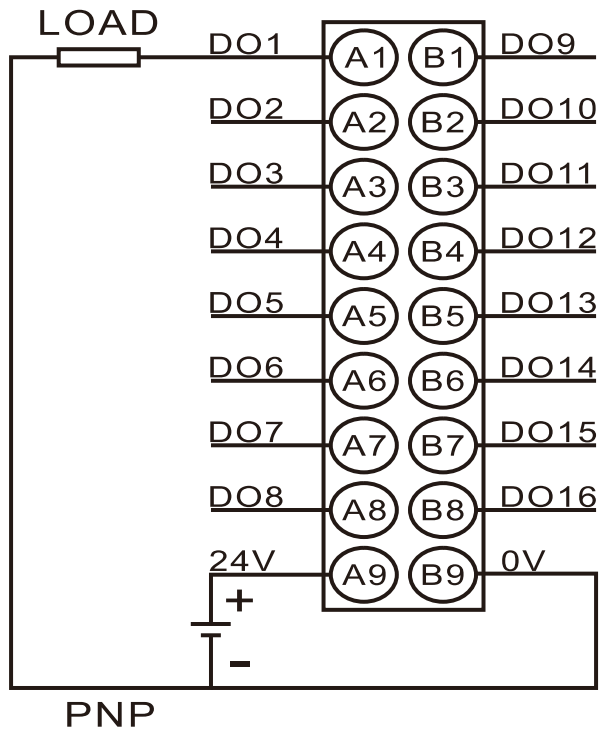 LOAD
DO1 A1 B1 DO9
DO2 A2 B2 DO10
DO3 A3 B3 DO11
DO4 A4 B4 DO12
DO5 A5 B5 DO13
DO6 A6 B6 DO14
DO7 A7 B7 DO15
DO8 A8 B8 DO16
24V A9 B9 0V
+
-
PNP